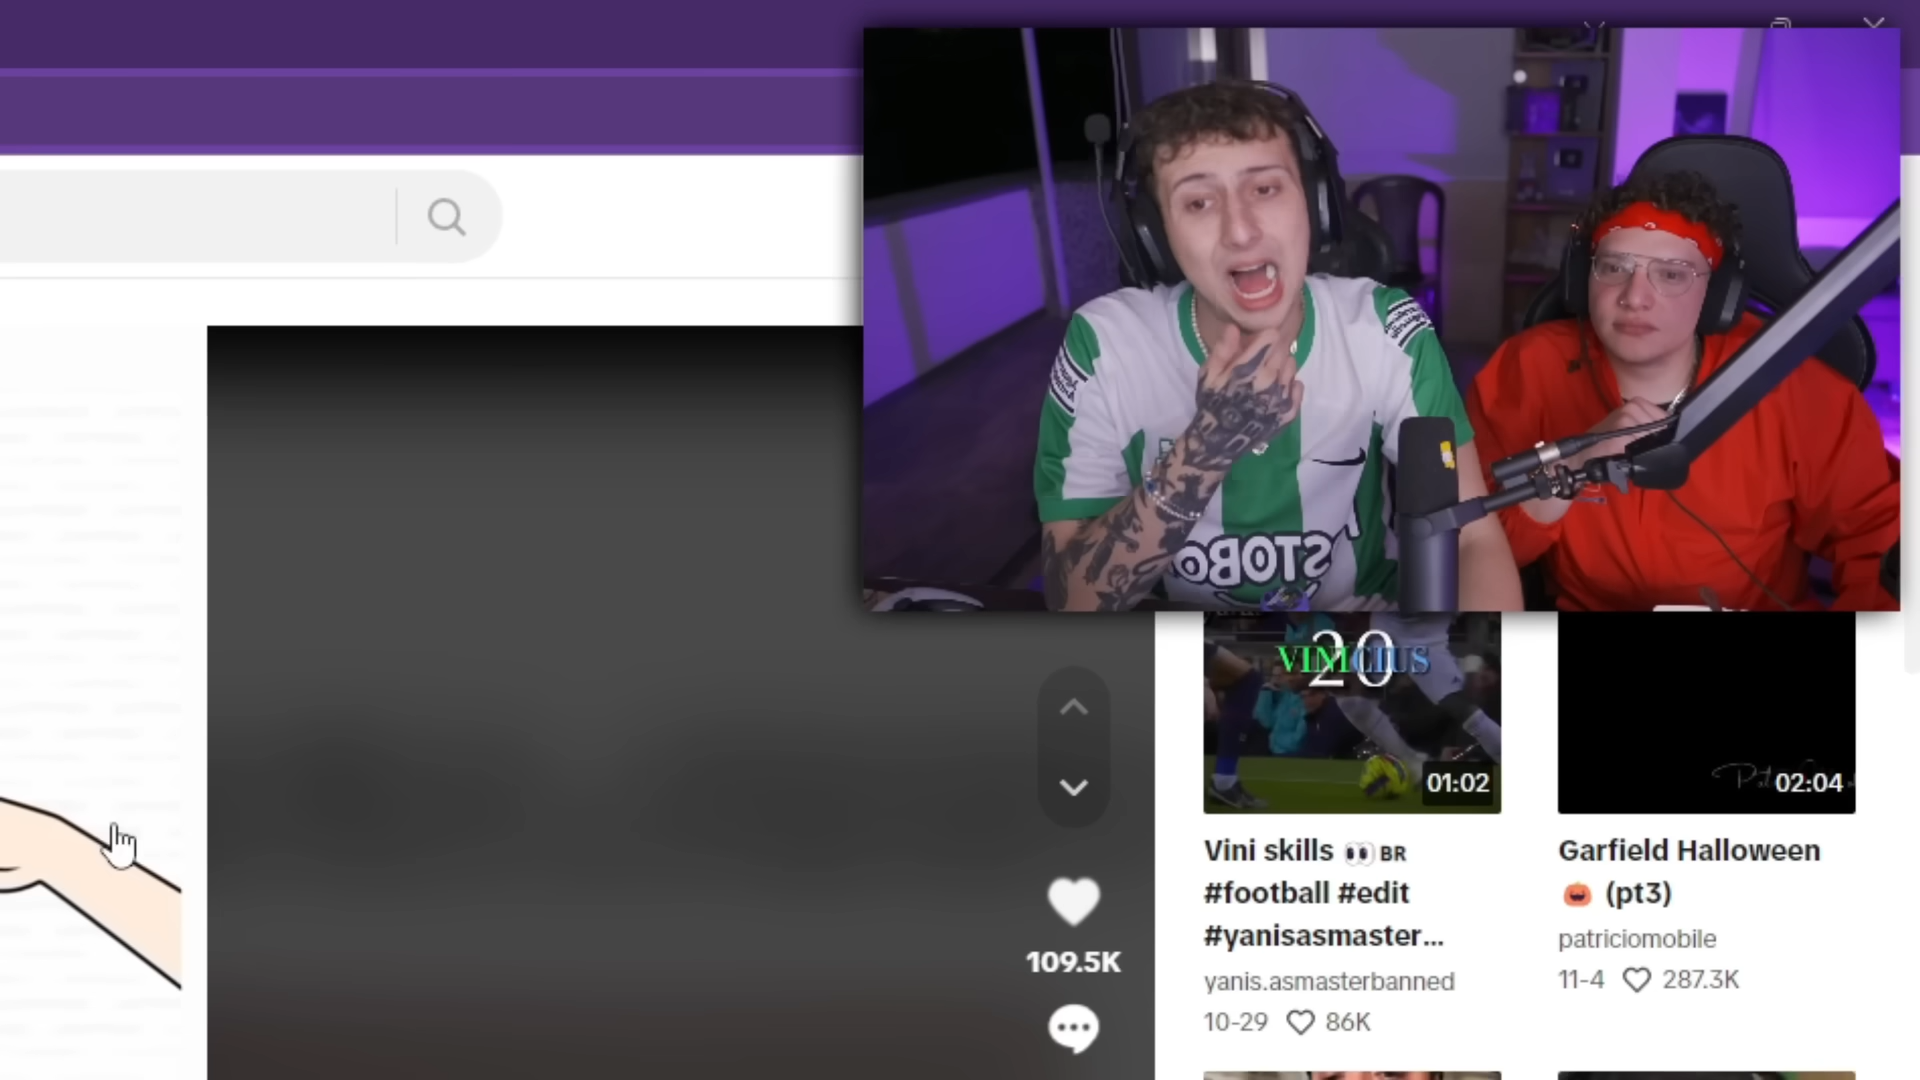 POSTOBO
20
VINICIUS
01:02
02:04
Vini skills 👀 BR
#football #edit
#yanisasmaster...
yanis.asmasterbanned
10-29 86K
Garfield Halloween
🎃 (pt3)
patriciomobile
11-4 287.3K
109.5K